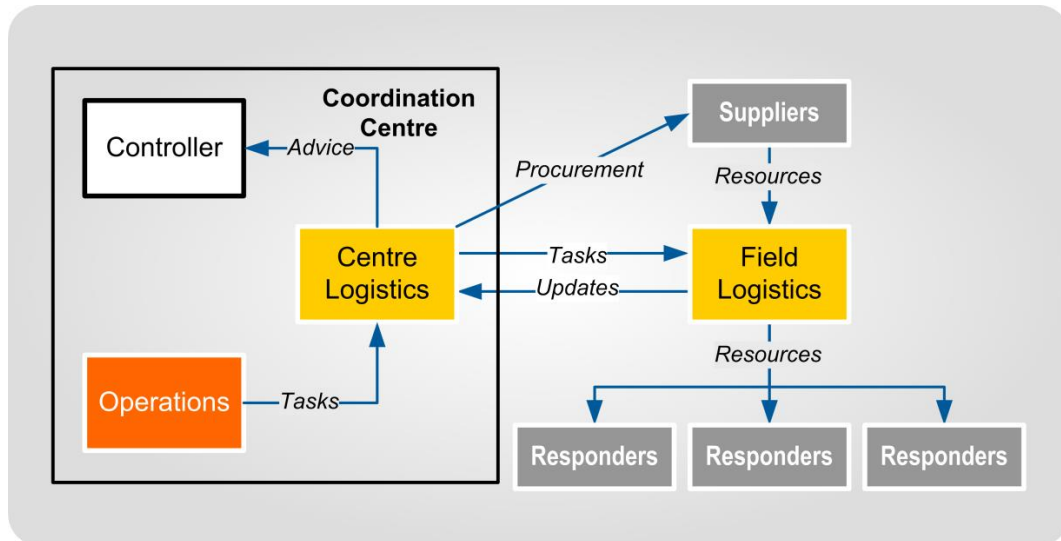 Coordination
Centre
Controller
Advice
Suppliers
Procurement
Resources
Centre
Logistics
Tasks
Updates
Field
Logistics
Resources
Operations
Tasks
Responders
Responders
Responders